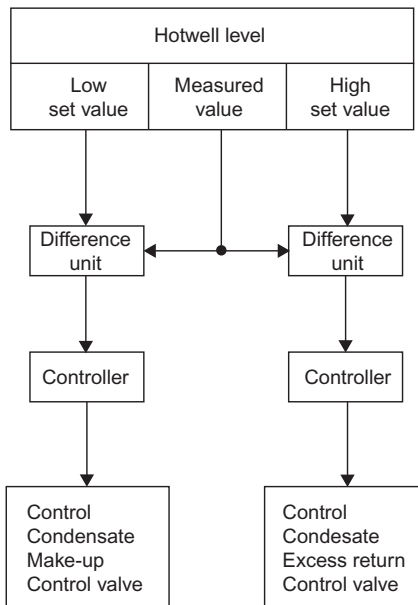 Hotwell level
Low
set value
Measured
value
High
set value
Difference
unit
Difference
unit
Controller
Controller
Control
Condensate
Make-up
Control valve
Control
Condesate
Excess return
Control valve